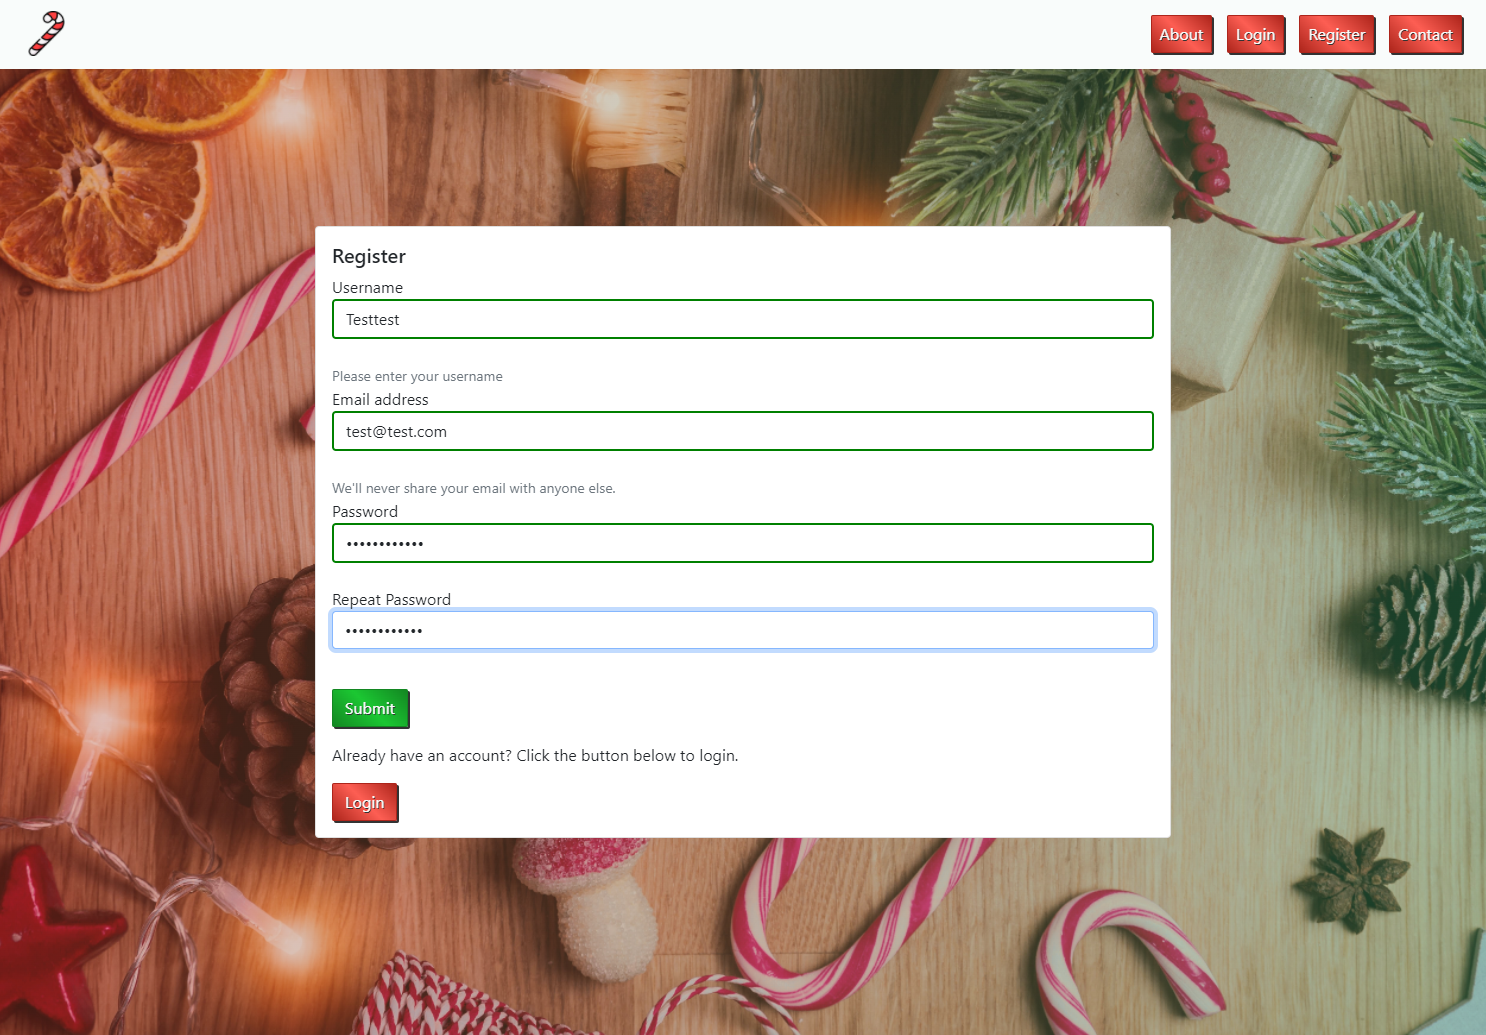 About Login Register Contact
Register
Username
Testtest
Please enter your username
Email address
test@test.com
We'll never share your email with anyone else.
Password
••••••••••••
Repeat Password
••••••••••••
Submit
Already have an account? Click the button below to login.
Login